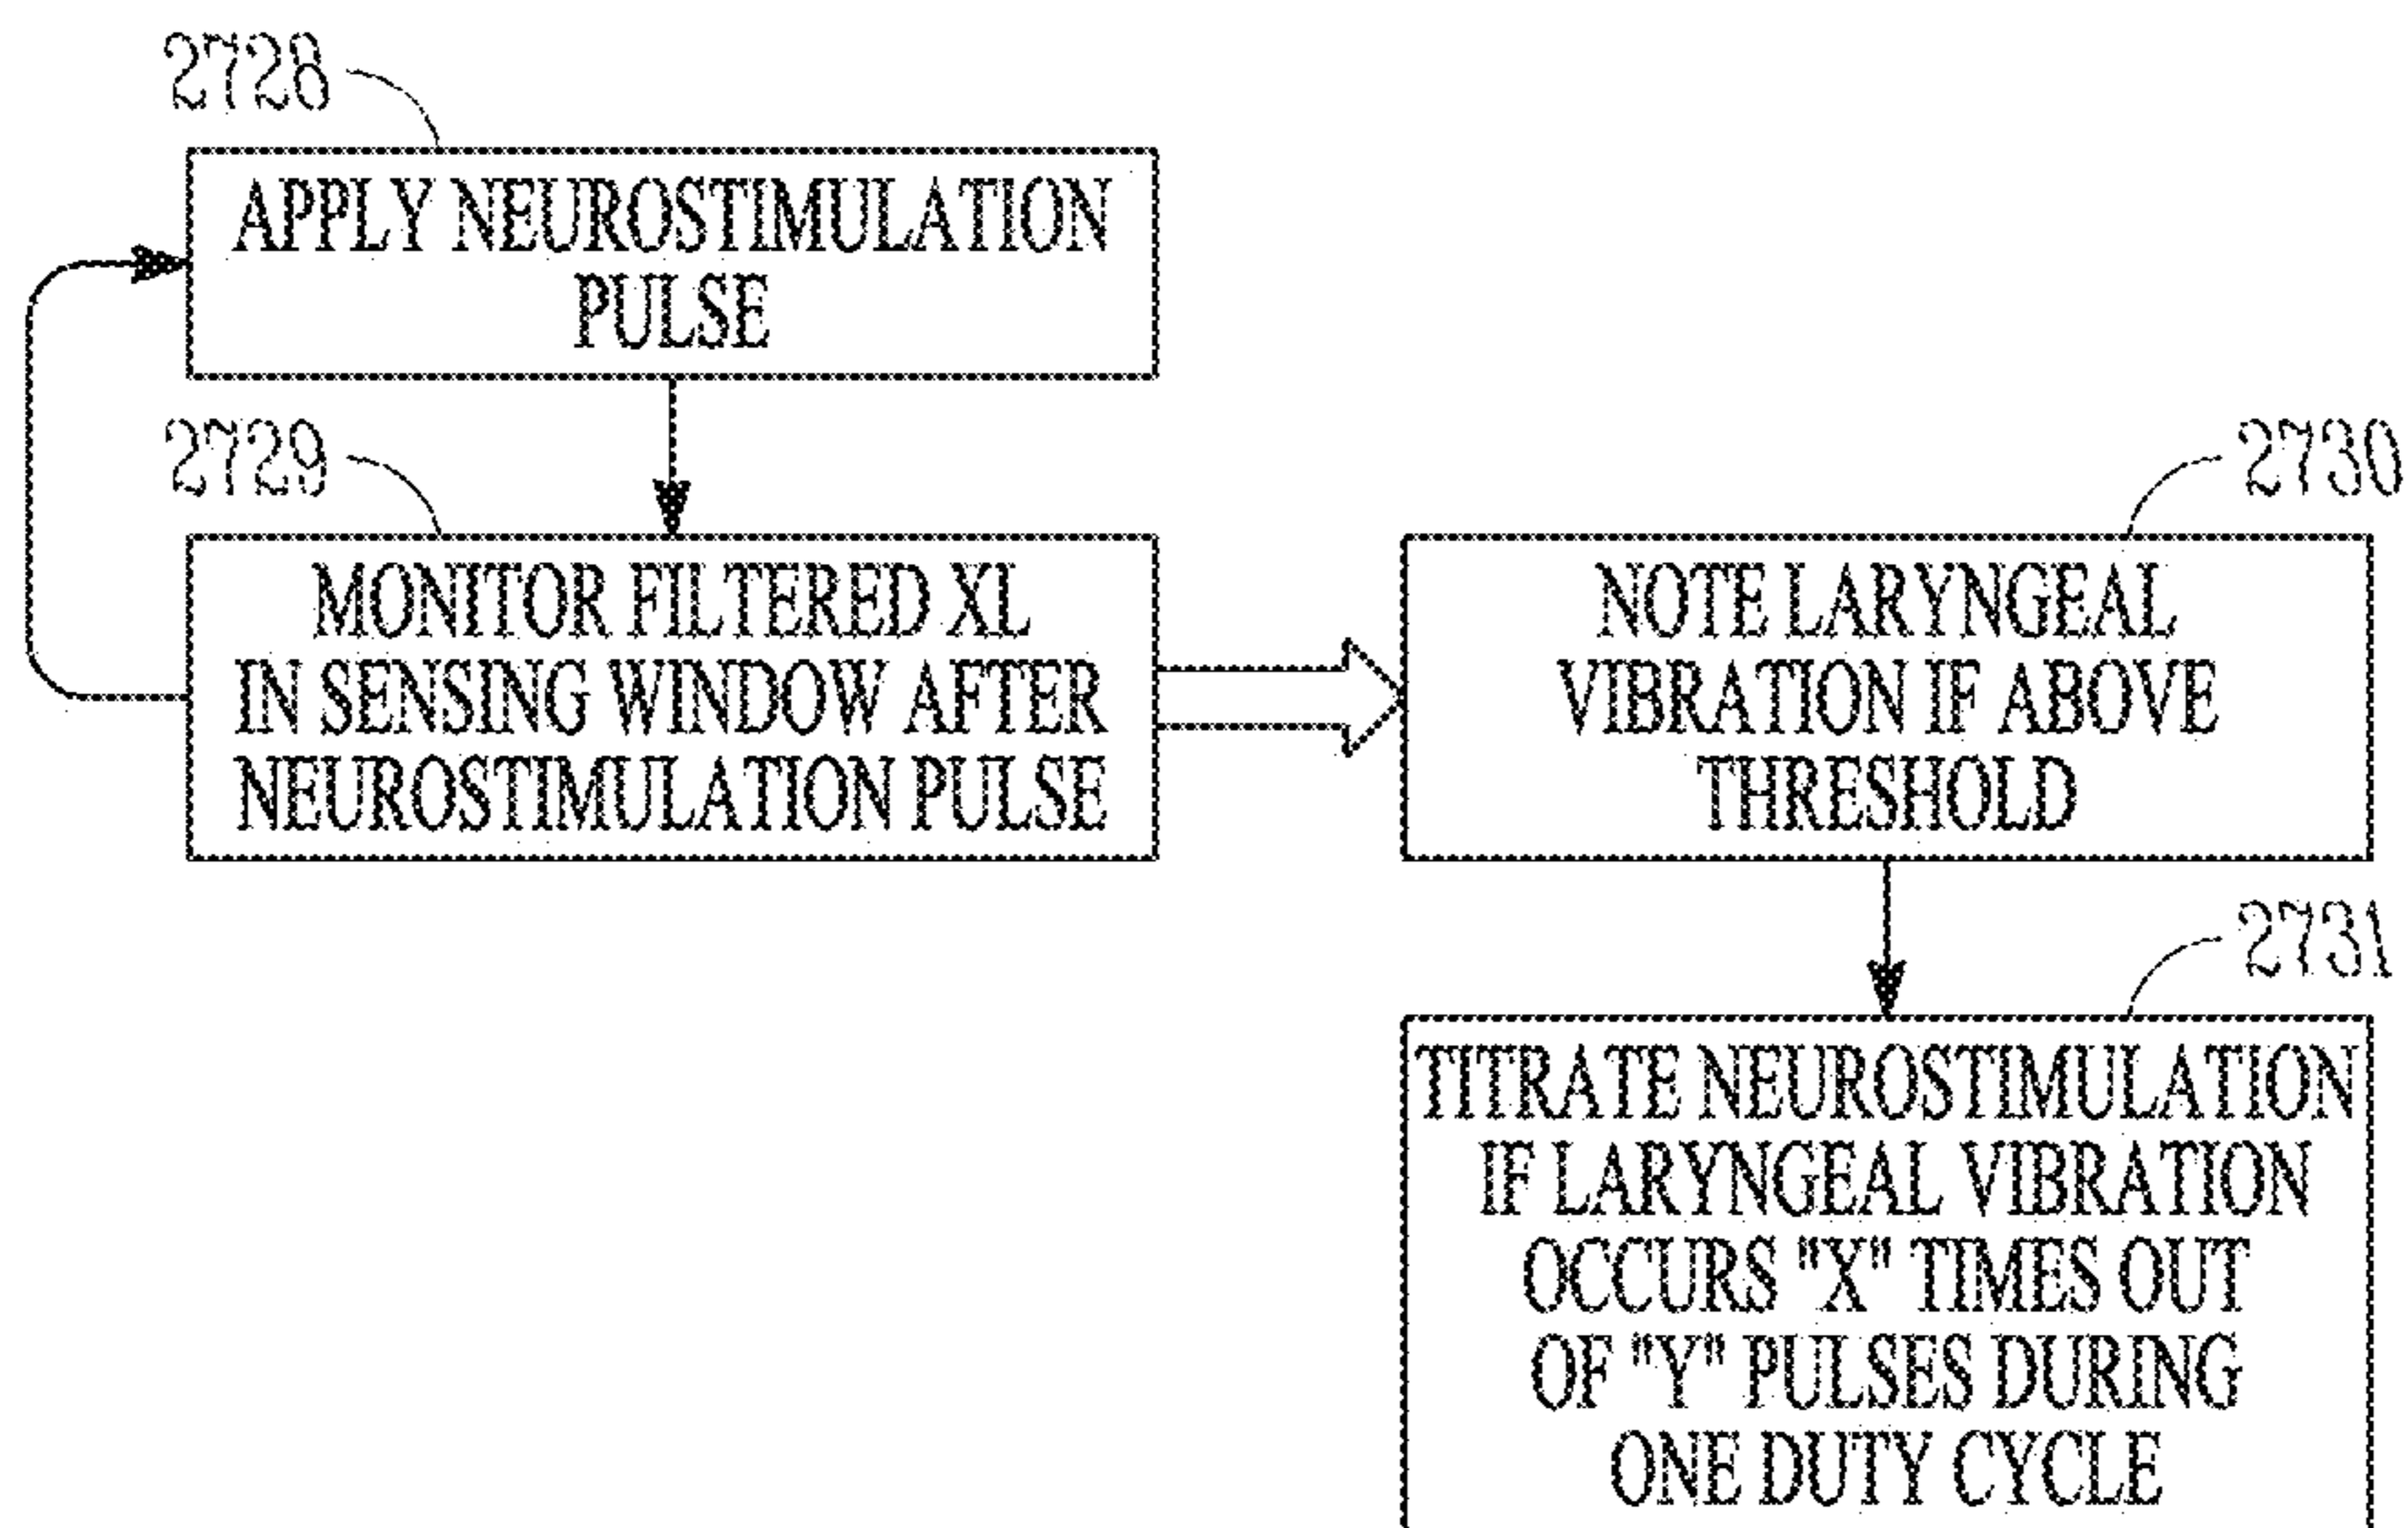 2728
APPLY NEUROSTIMULATION
PULSE
2729
MONITOR FILTERED XL
IN SENSING WINDOW AFTER
NEUROSTIMULATION PULSE
2730
NOTE LARYNGEAL
VIBRATION IF ABOVE
THRESHOLD
2731
TITRATE NEUROSTIMULATION
IF LARYNGEAL VIBRATION
OCCURS "X" TIMES OUT
OF "Y" PULSES DURING
ONE DUTY CYCLE